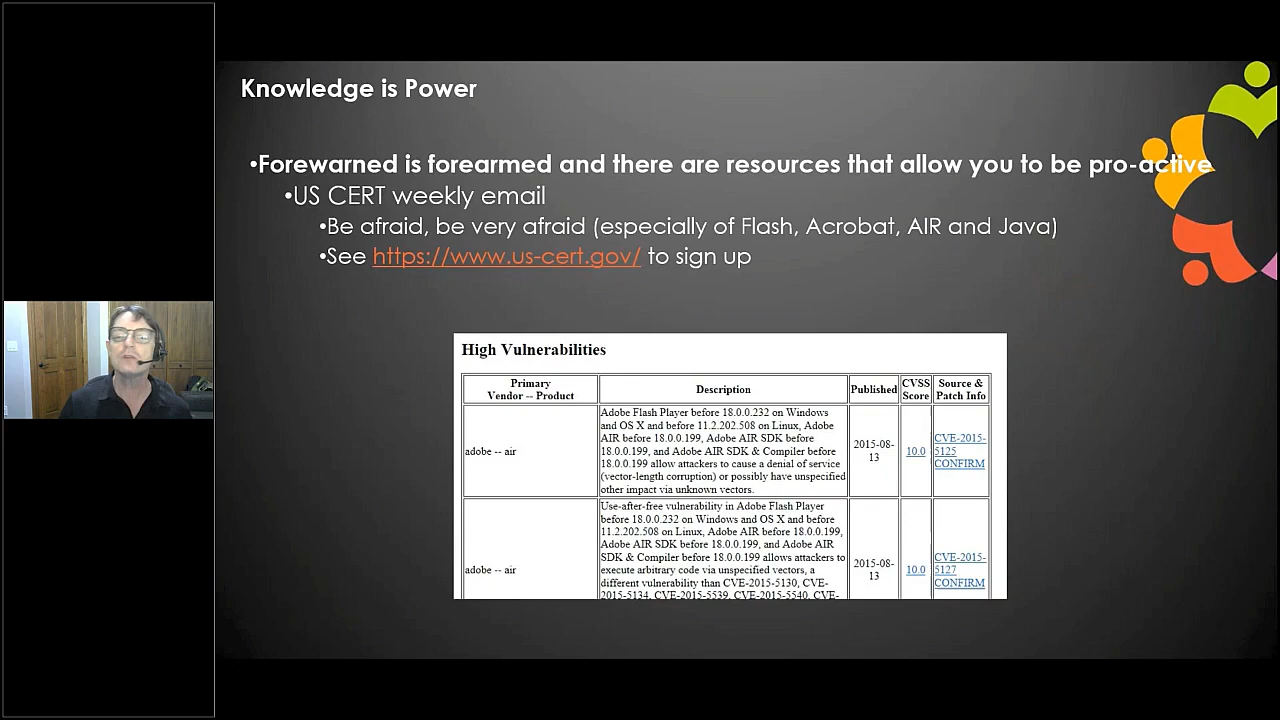 Knowledge is Power
•Forewarned is forearmed and there are resources that allow you to be pro-active
•US CERT weekly email
•Be afraid, be very afraid (especially of Flash, Acrobat, AIR and Java)
•See https://www.us-cert.gov/ to sign up
High Vulnerabilities
Primary
Vendor -- Product
Description
Published
CVSS
Score
Source &
Patch Info
adobe -- air
Adobe Flash Player before 18.0.0.232 on Windows
and OS X and before 11.2.202.508 on Linux, Adobe
AIR before 18.0.0.199, Adobe AIR SDK before
18.0.0.199, and Adobe AIR SDK & Compiler before
18.0.0.199 allow attackers to cause a denial of service
(vector-length corruption) or possibly have unspecified
other impact via unknown vectors.
2015-08-
13
10.0
CVE-2015-
5125
CONFIRM
adobe -- air
Use-after-free vulnerability in Adobe Flash Player
before 18.0.0.232 on Windows and OS X and before
11.2.202.508 on Linux, Adobe AIR before 18.0.0.199,
Adobe AIR SDK before 18.0.0.199, and Adobe AIR
SDK & Compiler before 18.0.0.199 allows attackers to
execute arbitrary code via unspecified vectors, a
different vulnerability than CVE-2015-5130, CVE-
2015-5134, CVE-2015-5539, CVE-2015-5540, CVE-
2015-08-
13
10.0
CVE-2015-
5127
CONFIRM